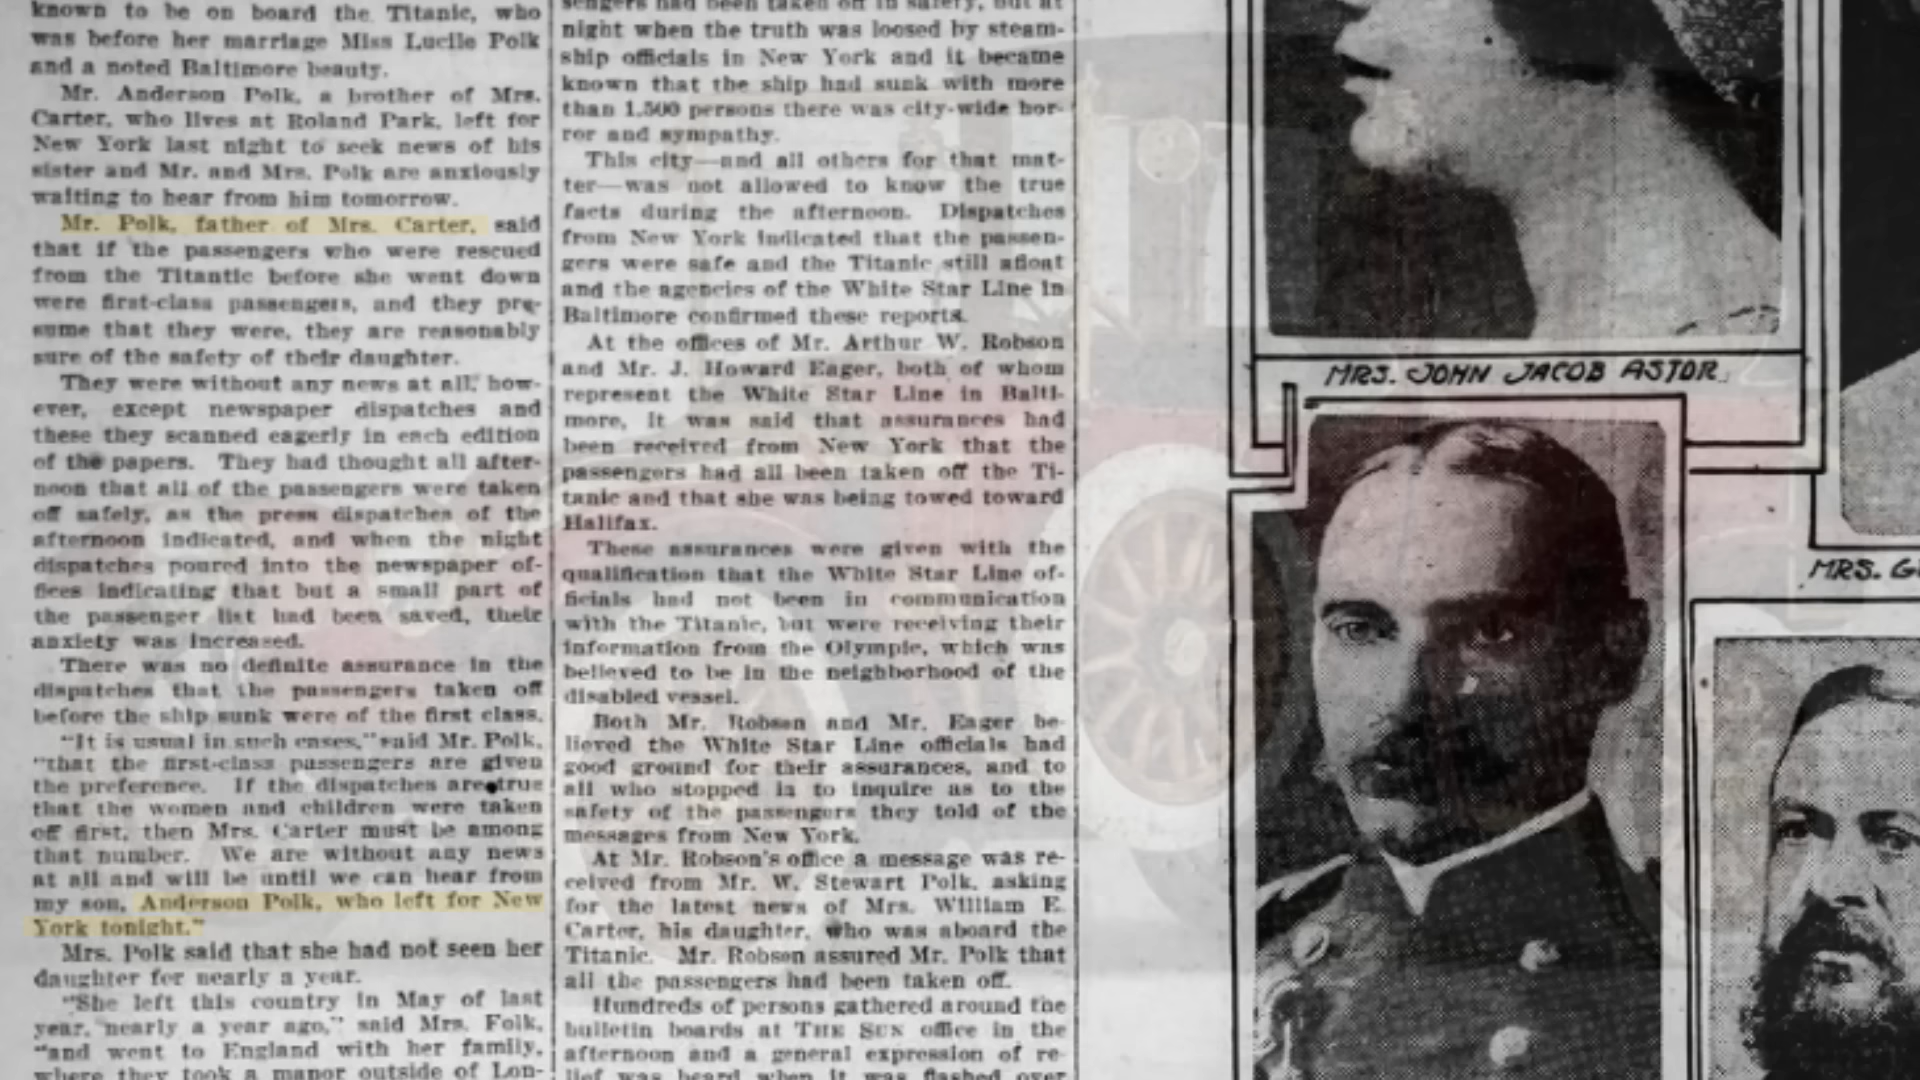 known to be on board the Titanic, who
was before her marriage Miss Lucile Polk
and a noted Baltimore beauty.
Mr. Anderson Polk, a brother of Mrs.
Carter, who lives at Roland Park, left for
New York last night to seek news of his
sister and Mr. and Mrs. Polk are anxiously
waiting to hear from him tomorrow.
Mr. Polk, father of Mrs. Carter, said
that if the passengers who were rescued
from the Titantic before she went down
were first-class passengers, and they pre-
sume that they were, they are reasonably
sure of the safety of their daughter.
They were without any news at all, how-
ever, except newspaper dispatches and
these they scanned eagerly in each edition
of the papers. They had thought all after-
noon that all of the passengers were taken
off safely, as the press dispatches of the
afternoon indicated, and when the night
dispatches poured into the newspaper of-
fices indicating that but a small part of
the passenger list had been saved, their
anxiety was increased.
There was no definite assurance in the
dispatches that the passengers taken off
before the ship sunk were of the first class.
"It is usual in such cases," said Mr. Polk,
"that the first-class passengers are given
the preference. If the dispatches are true
that the women and children were taken
off first, then Mrs. Carter must be among
that number. We are without any news
at all and will be until we can hear from
my son, Anderson Polk, who left for New
York tonight."
Mrs. Polk said that she had not seen her
daughter for nearly a year.
"She left this country in May of last
year, nearly a year ago," said Mrs. Polk,
"and went to England with her family,
where they took a manor outside of Lon-
sengers had been taken off in safety, but at
night when the truth was loosed by steam-
ship officials in New York and it became
known that the ship had sunk with more
than 1,500 persons there was city-wide hor-
ror and sympathy.
This city—and all others for that mat-
ter—was not allowed to know the true
facts during the afternoon. Dispatches
from New York indicated that the passen-
gers were safe and the Titanic still afloat
and the agencies of the White Star Line in
Baltimore confirmed these reports.
At the offices of Mr. Arthur W. Robson
and Mr. J. Howard Eager, both of whom
represent the White Star Line in Balti-
more, it was said that assurances had
been received from New York that the
passengers had all been taken off the Ti-
tanic and that she was being towed toward
Halifax.
These assurances were given with the
qualification that the White Star Line of-
ficials had not been in communication
with the Titanic, but were receiving their
information from the Olympic, which was
believed to be in the neighborhood of the
disabled vessel.
Both Mr. Robson and Mr. Eager be-
lieved the White Star Line officials had
good ground for their assurances, and to
all who stopped in to inquire as to the
safety of the passengers they told of the
messages from New York.
At Mr. Robson's office a message was re-
ceived from Mr. W. Stewart Polk, asking
for the latest news of Mrs. William E.
Carter, his daughter, who was aboard the
Titanic. Mr. Robson assured Mr. Polk that
all the passengers had been taken off.
Hundreds of persons gathered around the
bulletin boards at THE SUN office in the
afternoon and a general expression of re-
lief was heard when it was flashed over
MRS. JOHN JACOB ASTOR
MRS. G